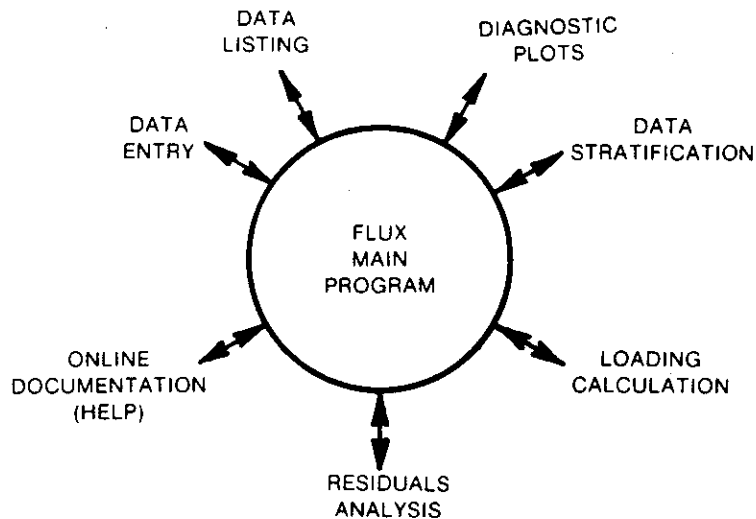 DATA
LISTING
DIAGNOSTIC
PLOTS
DATA
ENTRY
DATA
STRATIFICATION
FLUX
MAIN
PROGRAM
ONLINE
DOCUMENTATION
(HELP)
LOADING
CALCULATION
RESIDUALS
ANALYSIS